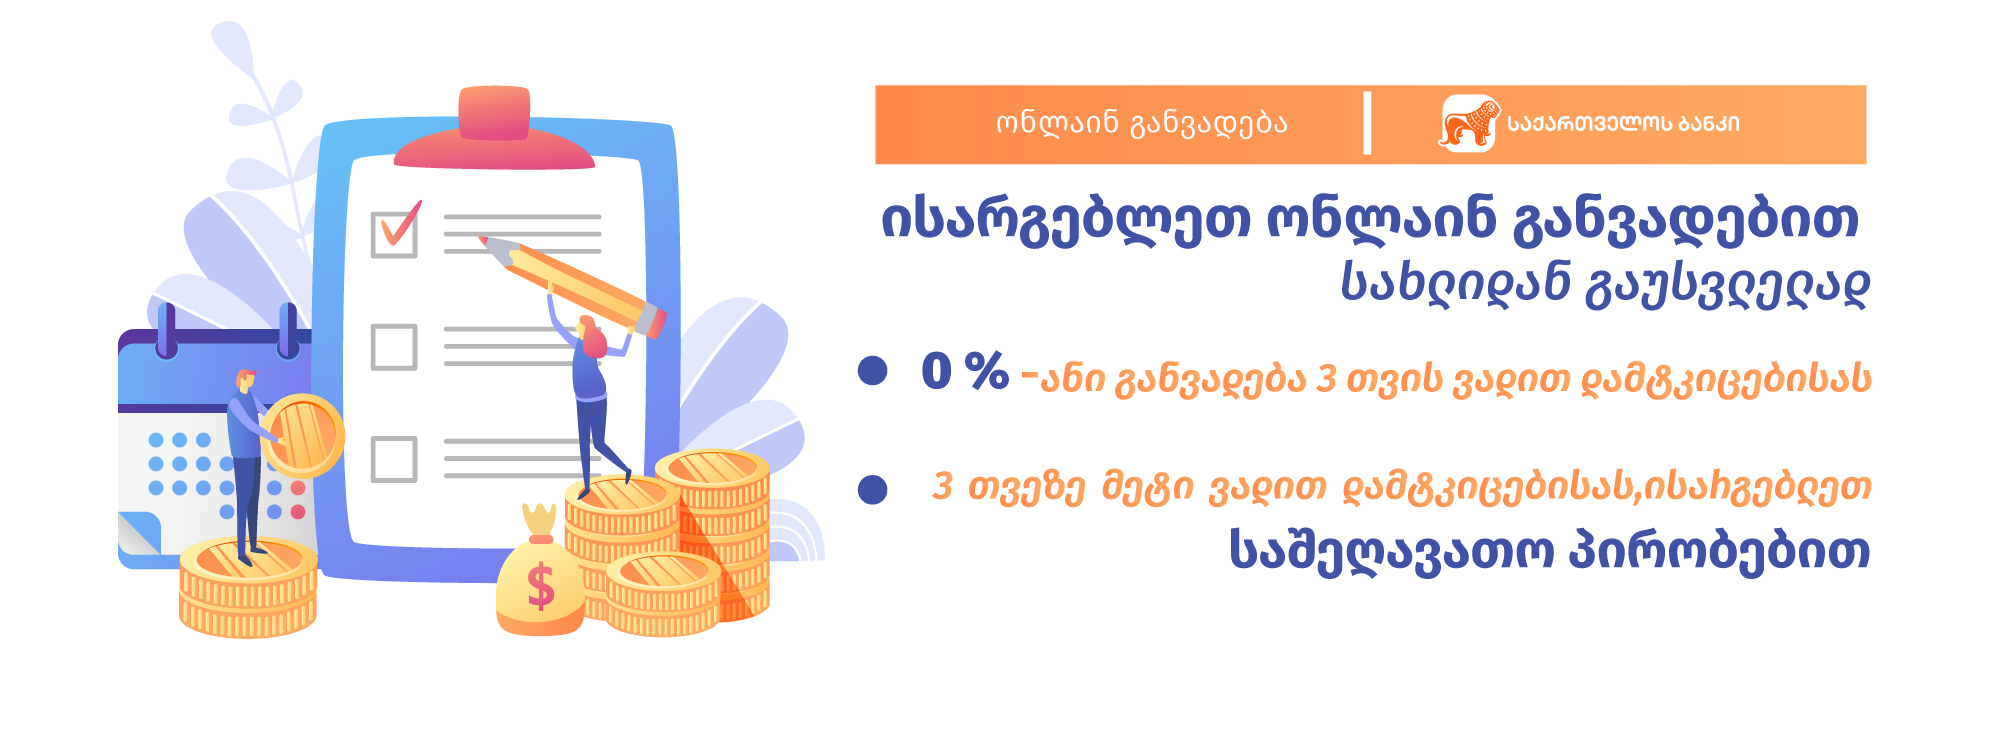 ონლაინ განვადება | საქართველოს ბანკი
ისარგებლეთ ონლაინ განვადებით
სახლიდან გაუსვლელად
● 0 % -ანი განვადება 3 თვის ვადით დამტკიცებისას
● 3 თვეზე მეტი ვადით დამტკიცებისას,ისარგებლეთ
საშეღავათო პირობებით
$